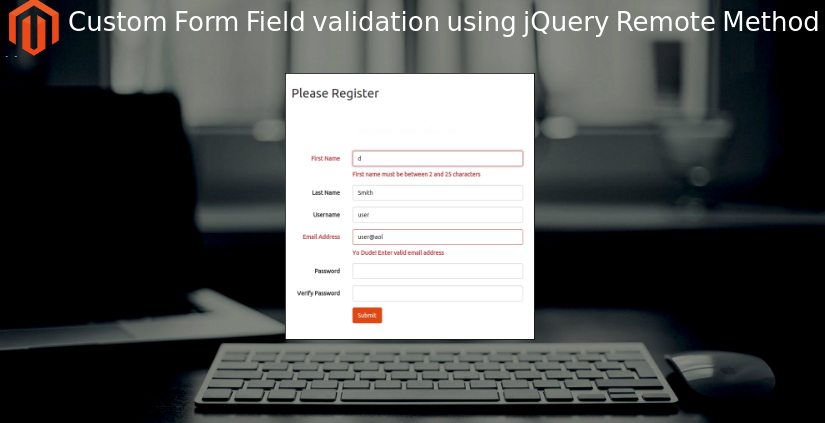 Custom Form Field validation using jQuery Remote Method
Please Register
First Name d
First name must be between 2 and 25 characters
Last Name Smith
Username user
Email Address user@aol
Yo Dude! Enter valid email address
Password
Verify Password
Submit